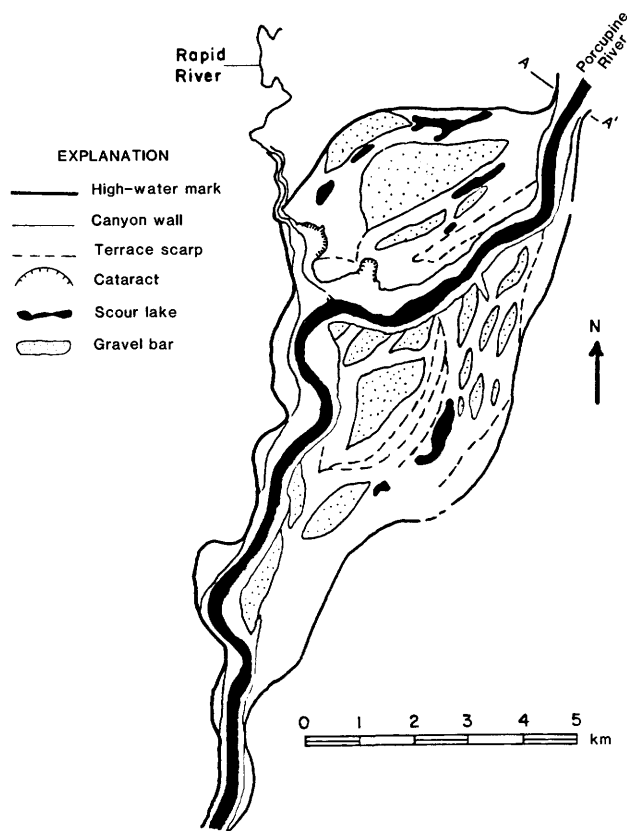 Rapid
River
Porcupine
River
A
A'
EXPLANATION
High-water mark
Canyon wall
Terrace scarp
Cataract
Scour lake
Gravel bar
N
0 1 2 3 4 5
km